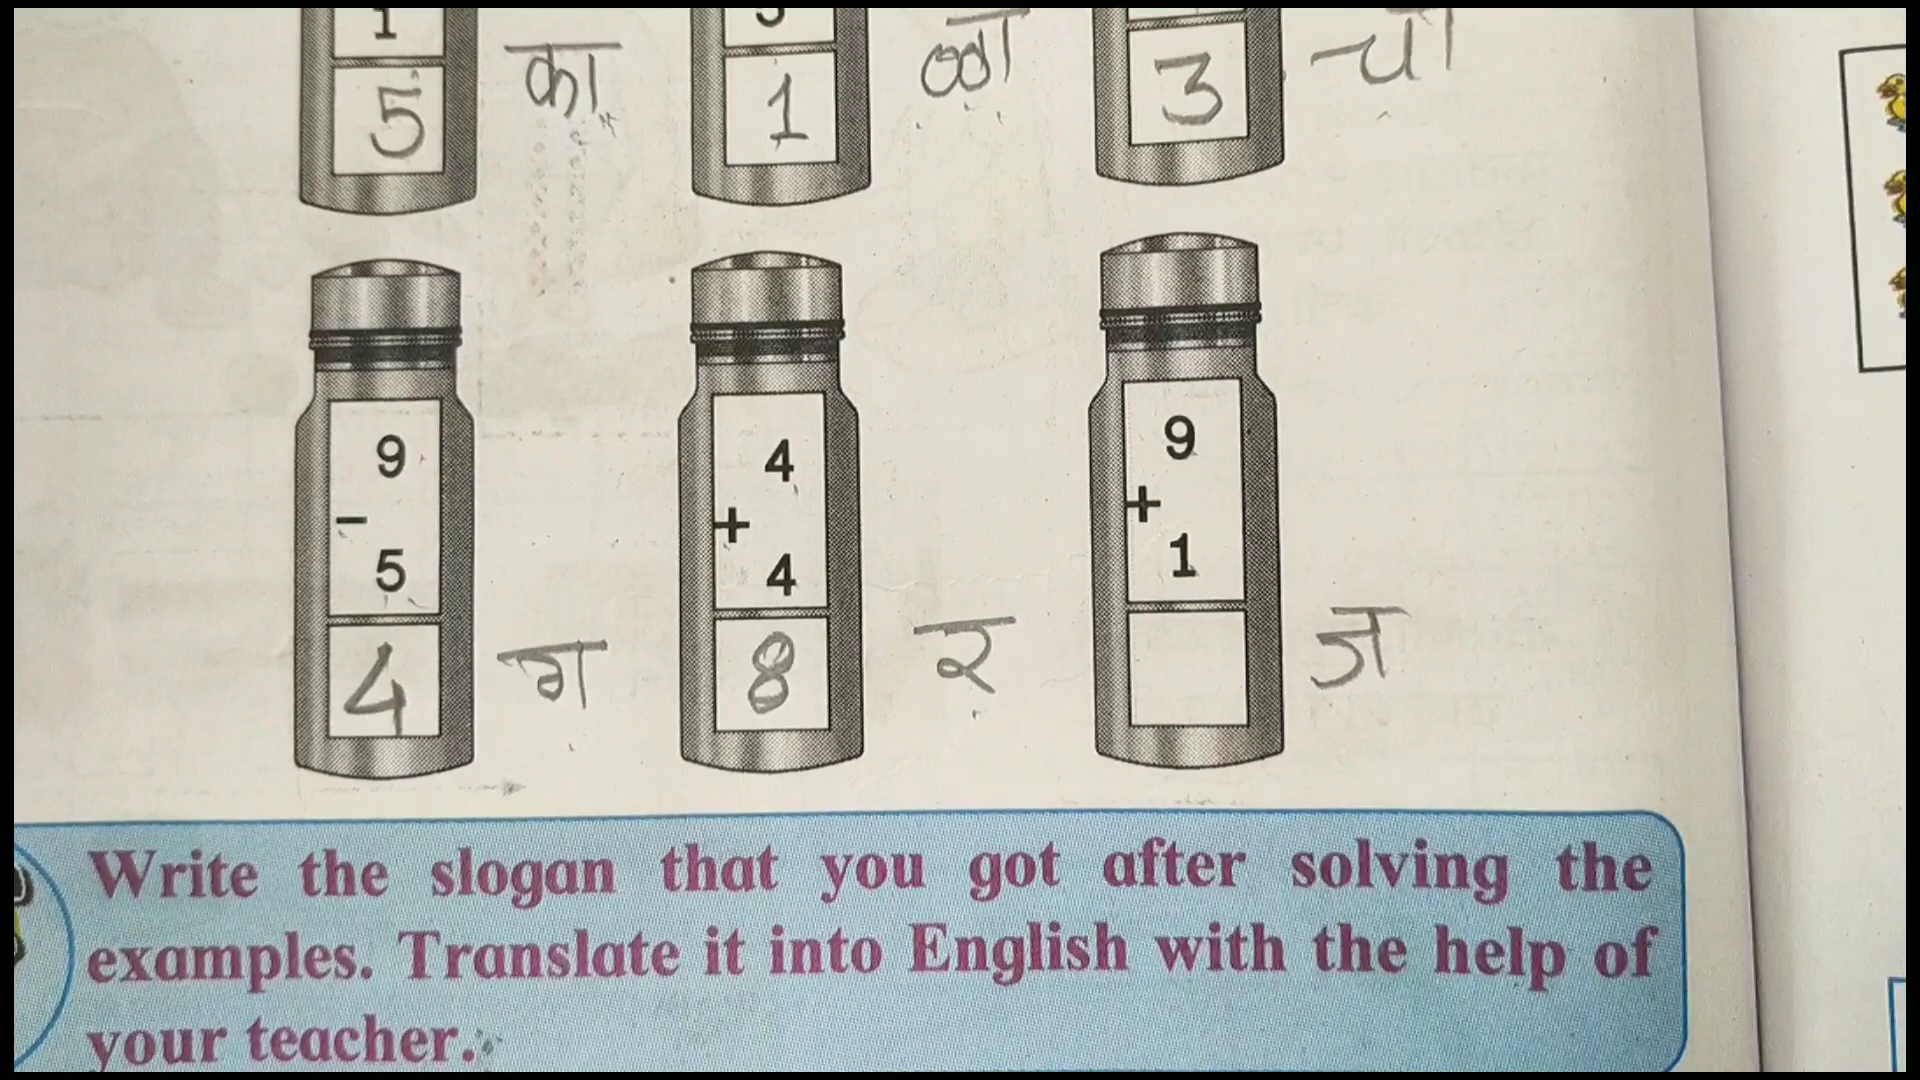 1
5 का 1 3 चा
9 4 9
- + +
5 4 1
4 ग 8 र ज
Write the slogan that you got after solving the
examples. Translate it into English with the help of
your teacher.